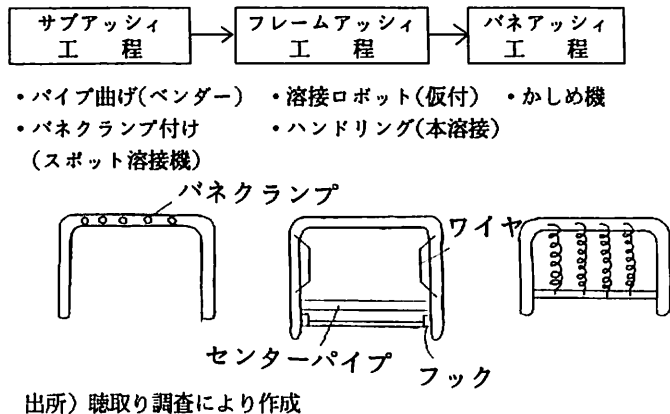 サブアッシィ工程
フレームアッシィ工程
バネアッシィ工程
・パイプ曲げ(ベンダー)
・バネクランプ付け
(スポット溶接機)
・溶接ロボット(仮付)
・ハンドリング(本溶接)
・かしめ機
バネクランプ
ワイヤ
センターパイプ
フック
出所) 聴取り調査により作成